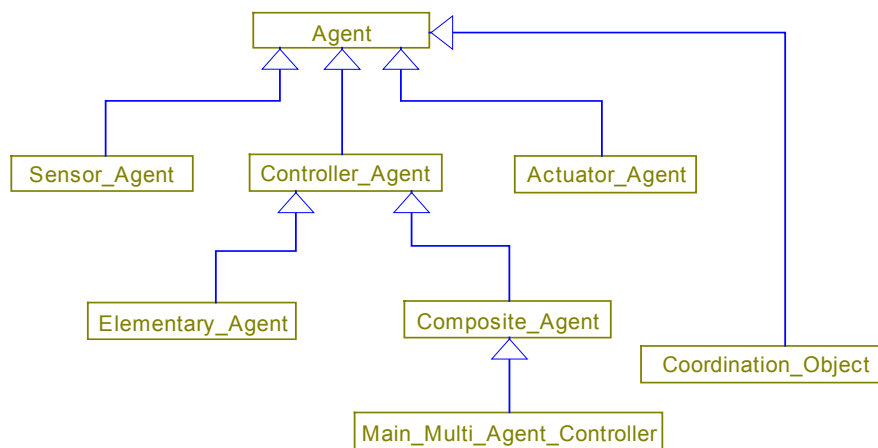 Agent
Sensor_Agent
Controller_Agent
Actuator_Agent
Elementary_Agent
Composite_Agent
Coordination_Object
Main_Multi_Agent_Controller